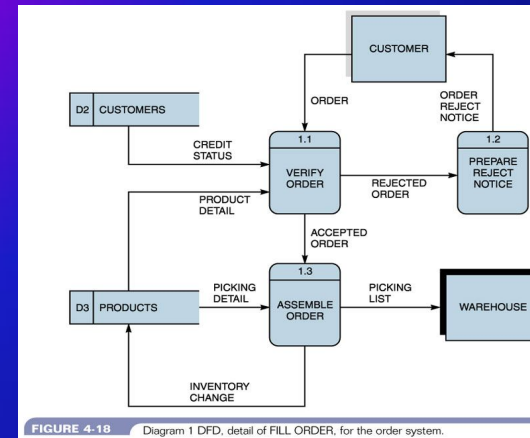 CUSTOMER
ORDER
ORDER
REJECT
NOTICE
D2 CUSTOMERS
CREDIT
STATUS
1.1
VERIFY
ORDER
REJECTED
ORDER
1.2
PREPARE
REJECT
NOTICE
PRODUCT
DETAIL
ACCEPTED
ORDER
D3 PRODUCTS
PICKING
DETAIL
1.3
ASSEMBLE
ORDER
PICKING
LIST
WAREHOUSE
INVENTORY
CHANGE
FIGURE 4-18 Diagram 1 DFD, detail of FILL ORDER, for the order system.